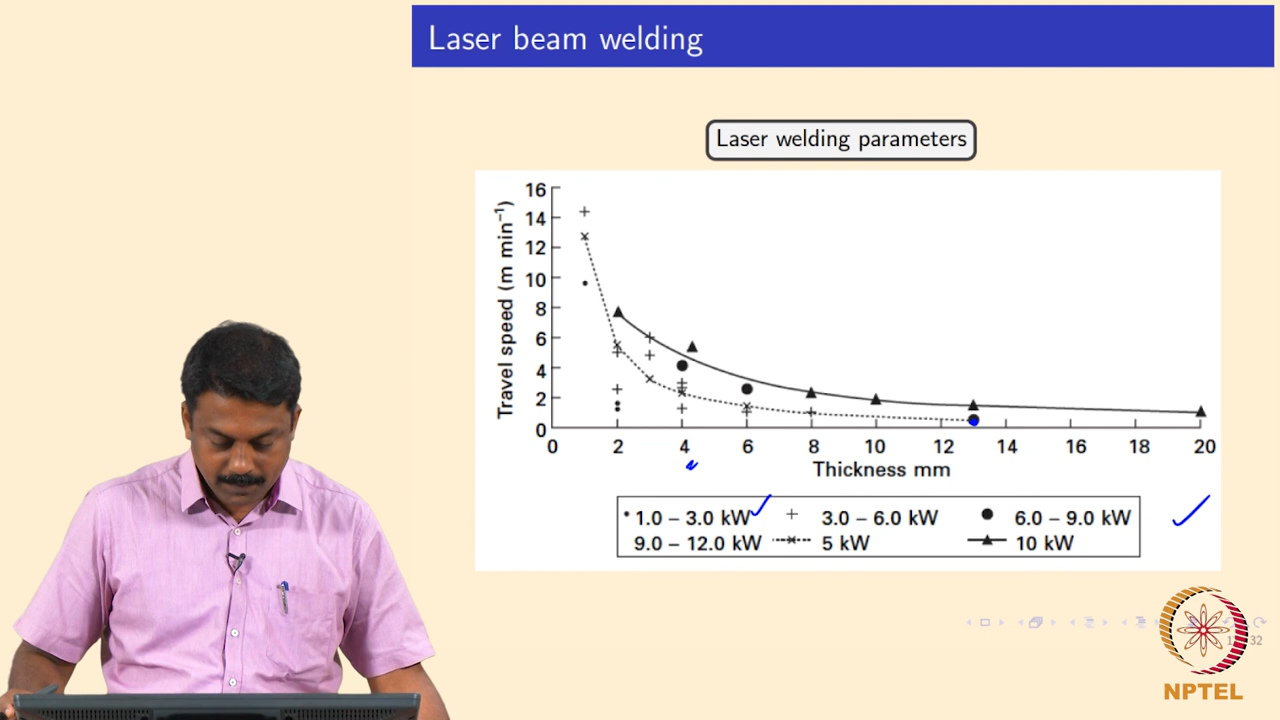 Laser beam welding
Laser welding parameters
Travel speed (m min⁻¹)
16
14
12
10
8
6
4
2
0
0 2 4 6 8 10 12 14 16 18 20
Thickness mm
1.0 – 3.0 kW 3.0 – 6.0 kW 6.0 – 9.0 kW
9.0 – 12.0 kW 5 kW 10 kW
32
NPTEL